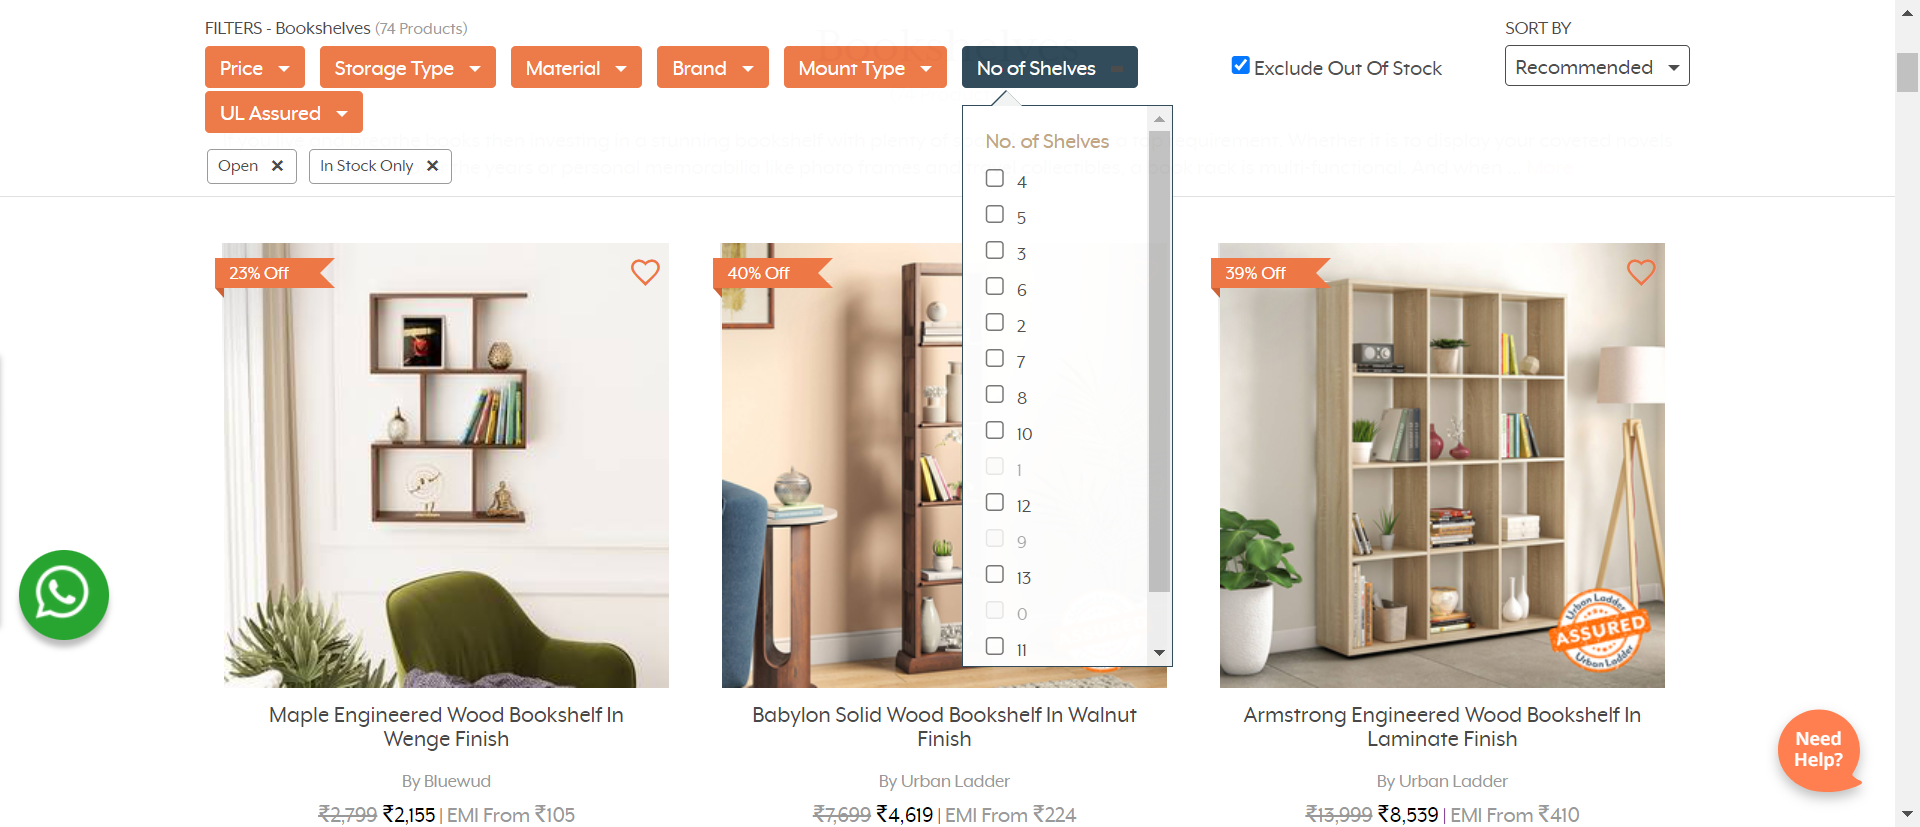 FILTERS - Bookshelves (74 Products)
SORT BY
Price
Storage Type
Material
Brand
Mount Type
No of Shelves
Exclude Out Of Stock
Recommended
UL Assured
Open ✕
In Stock Only ✕
No. of Shelves
4
5
3
6
2
7
8
10
1
12
9
13
0
11
23% Off
40% Off
39% Off
Urban Ladder
ASSURED
Urban Ladder
Maple Engineered Wood Bookshelf In
Wenge Finish
By Bluewud
₹2,799 ₹2,155 | EMI From ₹105
Babylon Solid Wood Bookshelf In Walnut
Finish
By Urban Ladder
₹7,699 ₹4,619 | EMI From ₹224
Armstrong Engineered Wood Bookshelf In
Laminate Finish
By Urban Ladder
₹13,999 ₹8,539 | EMI From ₹410
Need
Help?